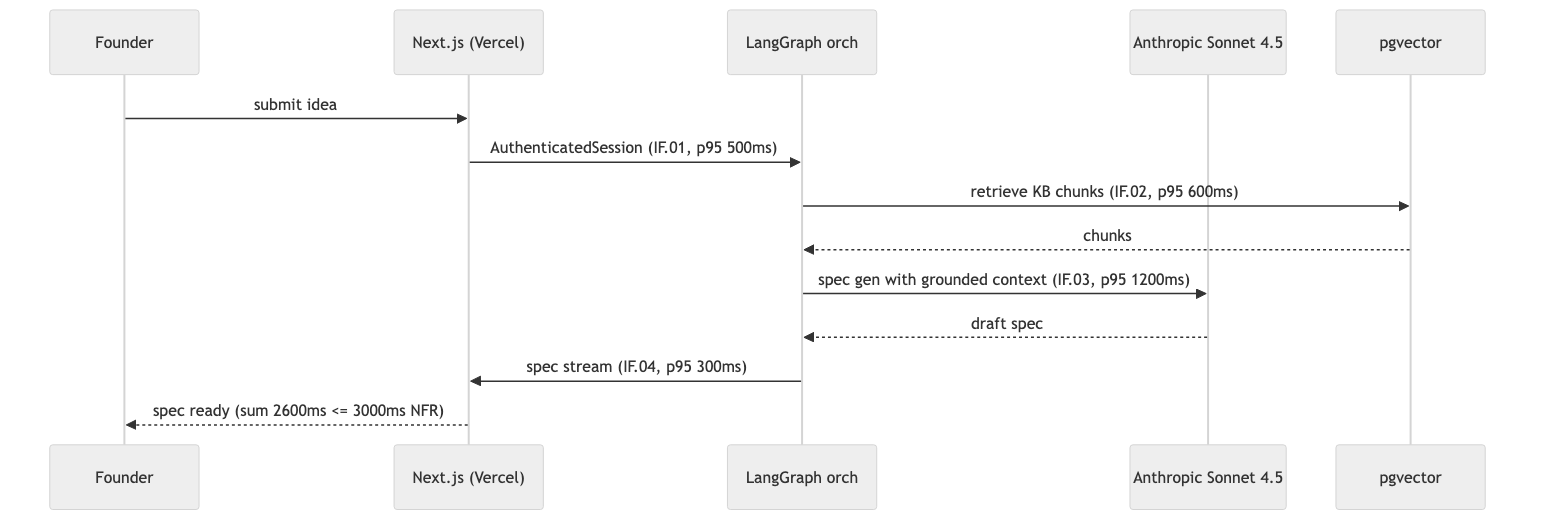 Founder
Next.js (Vercel)
LangGraph orch
Anthropic Sonnet 4.5
pgvector
submit idea
AuthenticatedSession (IF.01, p95 500ms)
retrieve KB chunks (IF.02, p95 600ms)
chunks
spec gen with grounded context (IF.03, p95 1200ms)
draft spec
spec stream (IF.04, p95 300ms)
spec ready (sum 2600ms <= 3000ms NFR)
Founder
Next.js (Vercel)
LangGraph orch
Anthropic Sonnet 4.5
pgvector